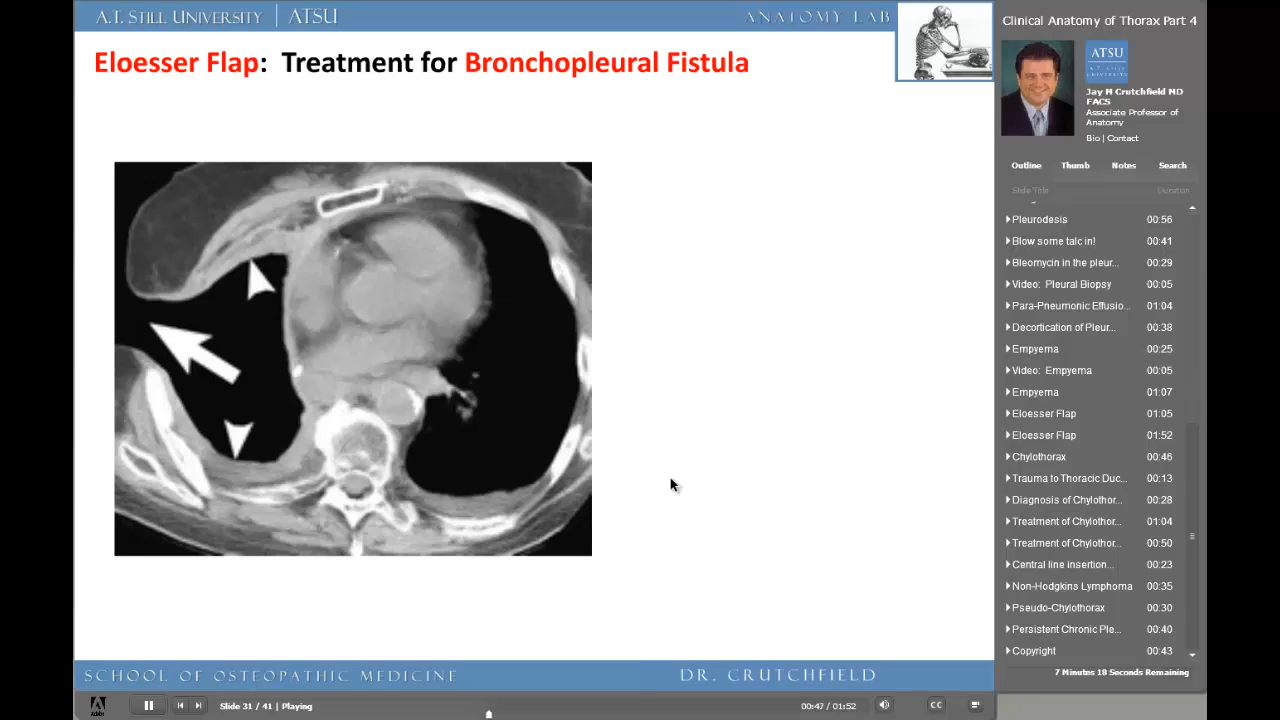 A.T. STILL UNIVERSITY | ATSU
ANATOMY LAB
Eloesser Flap: Treatment for Bronchopleural Fistula
SCHOOL OF OSTEOPATHIC MEDICINE
DR. CRUTCHFIELD
Clinical Anatomy of Thorax Part 4
ATSU
A.T. STILL
UNIVERSITY
Jay M Crutchfield MD
FACS
Associate Professor of
Anatomy
Bio | Contact
Outline Thumb Notes Search
Slide Title Duration
Pleurodesis 00:56
Blow some talc in! 00:41
Bleomycin in the pleur... 00:29
Video: Pleural Biopsy 00:05
Para-Pneumonic Effusio... 01:04
Decortication of Pleur... 00:38
Empyema 00:25
Video: Empyema 00:05
Empyema 01:07
Eloesser Flap 01:05
Eloesser Flap 01:52
Chylothorax 00:46
Trauma to Thoracic Duc... 00:13
Diagnosis of Chylothor... 00:28
Treatment of Chylothor... 01:04
Treatment of Chylothor... 00:50
Central line insertion... 00:23
Non-Hodgkins Lymphoma 00:35
Pseudo-Chylothorax 00:30
Persistent Chronic Ple... 00:40
Copyright 00:43
7 Minutes 18 Seconds Remaining
Adobe
Slide 31 / 41 | Playing
00:47 / 01:52
CC